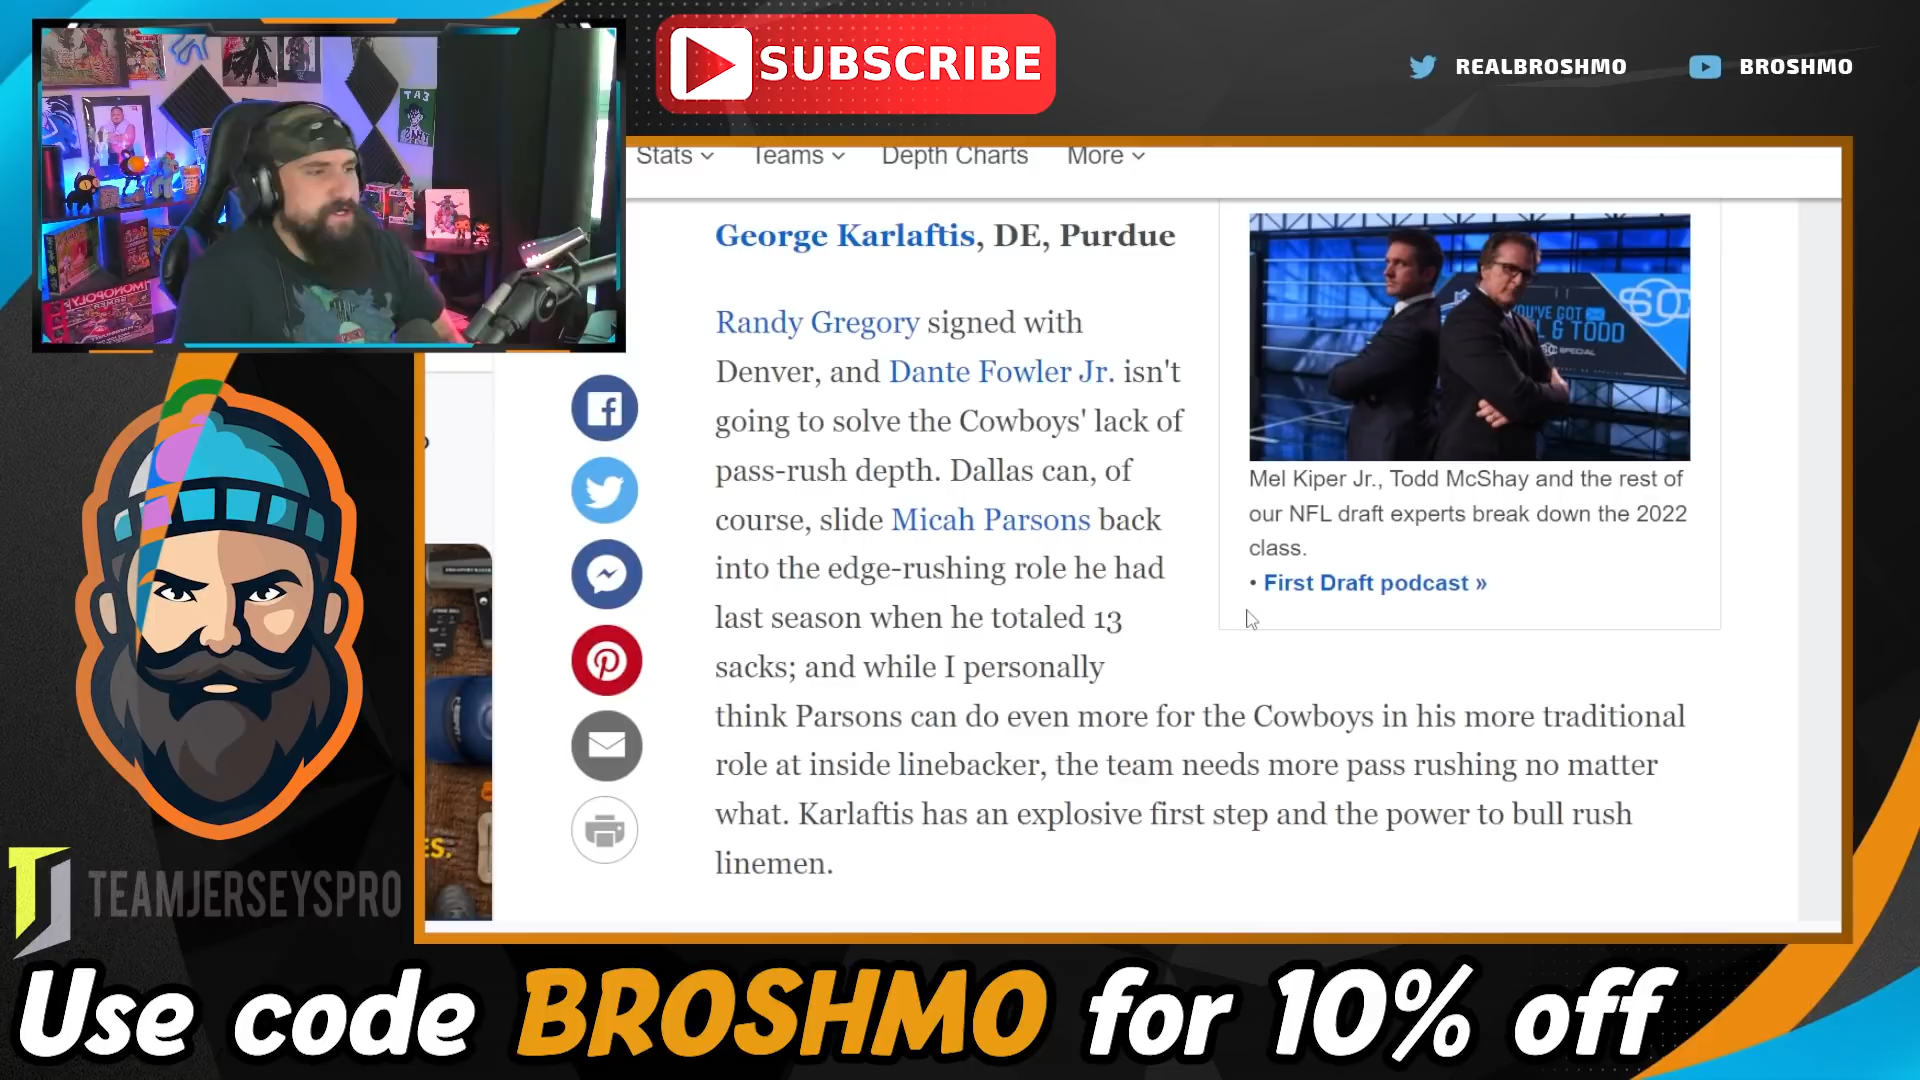 SUBSCRIBE
REALBROSHMO
BROSHMO
Stats
Teams
Depth Charts
More
George Karlaftis, DE, Purdue
Randy Gregory signed with
Denver, and Dante Fowler Jr. isn't
going to solve the Cowboys' lack of
pass-rush depth. Dallas can, of
course, slide Micah Parsons back
into the edge-rushing role he had
last season when he totaled 13
sacks; and while I personally
think Parsons can do even more for the Cowboys in his more traditional
role at inside linebacker, the team needs more pass rushing no matter
what. Karlaftis has an explosive first step and the power to bull rush
linemen.
Mel Kiper Jr., Todd McShay and the rest of
our NFL draft experts break down the 2022
class.
• First Draft podcast »
TEAMJERSEYSPRO
Use code BROSHMO for 10% off
MONOPOLY
& TODD
SC SPECIAL
ES.